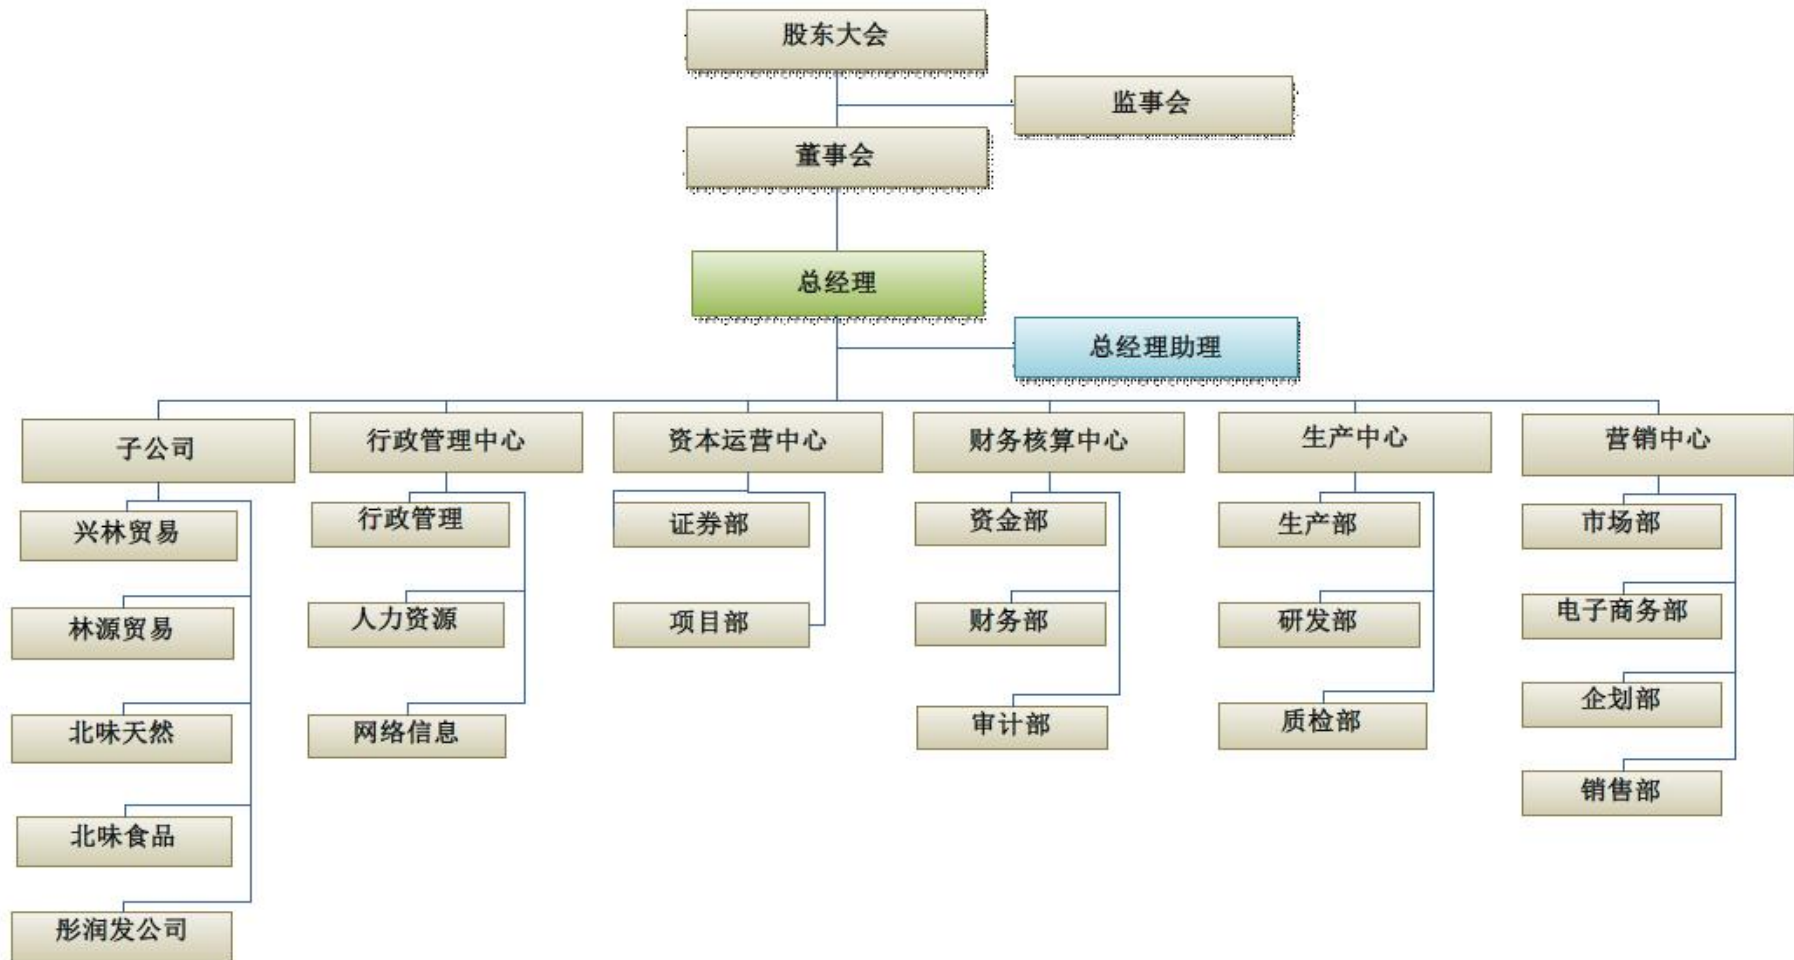 股东大会
监事会
董事会
总经理
总经理助理
子公司
行政管理中心
资本运营中心
财务核算中心
生产中心
营销中心
兴林贸易
行政管理
证券部
资金部
生产部
市场部
林源贸易
人力资源
项目部
财务部
研发部
电子商务部
北味天然
网络信息
审计部
质检部
企划部
北味食品
销售部
彤润发公司